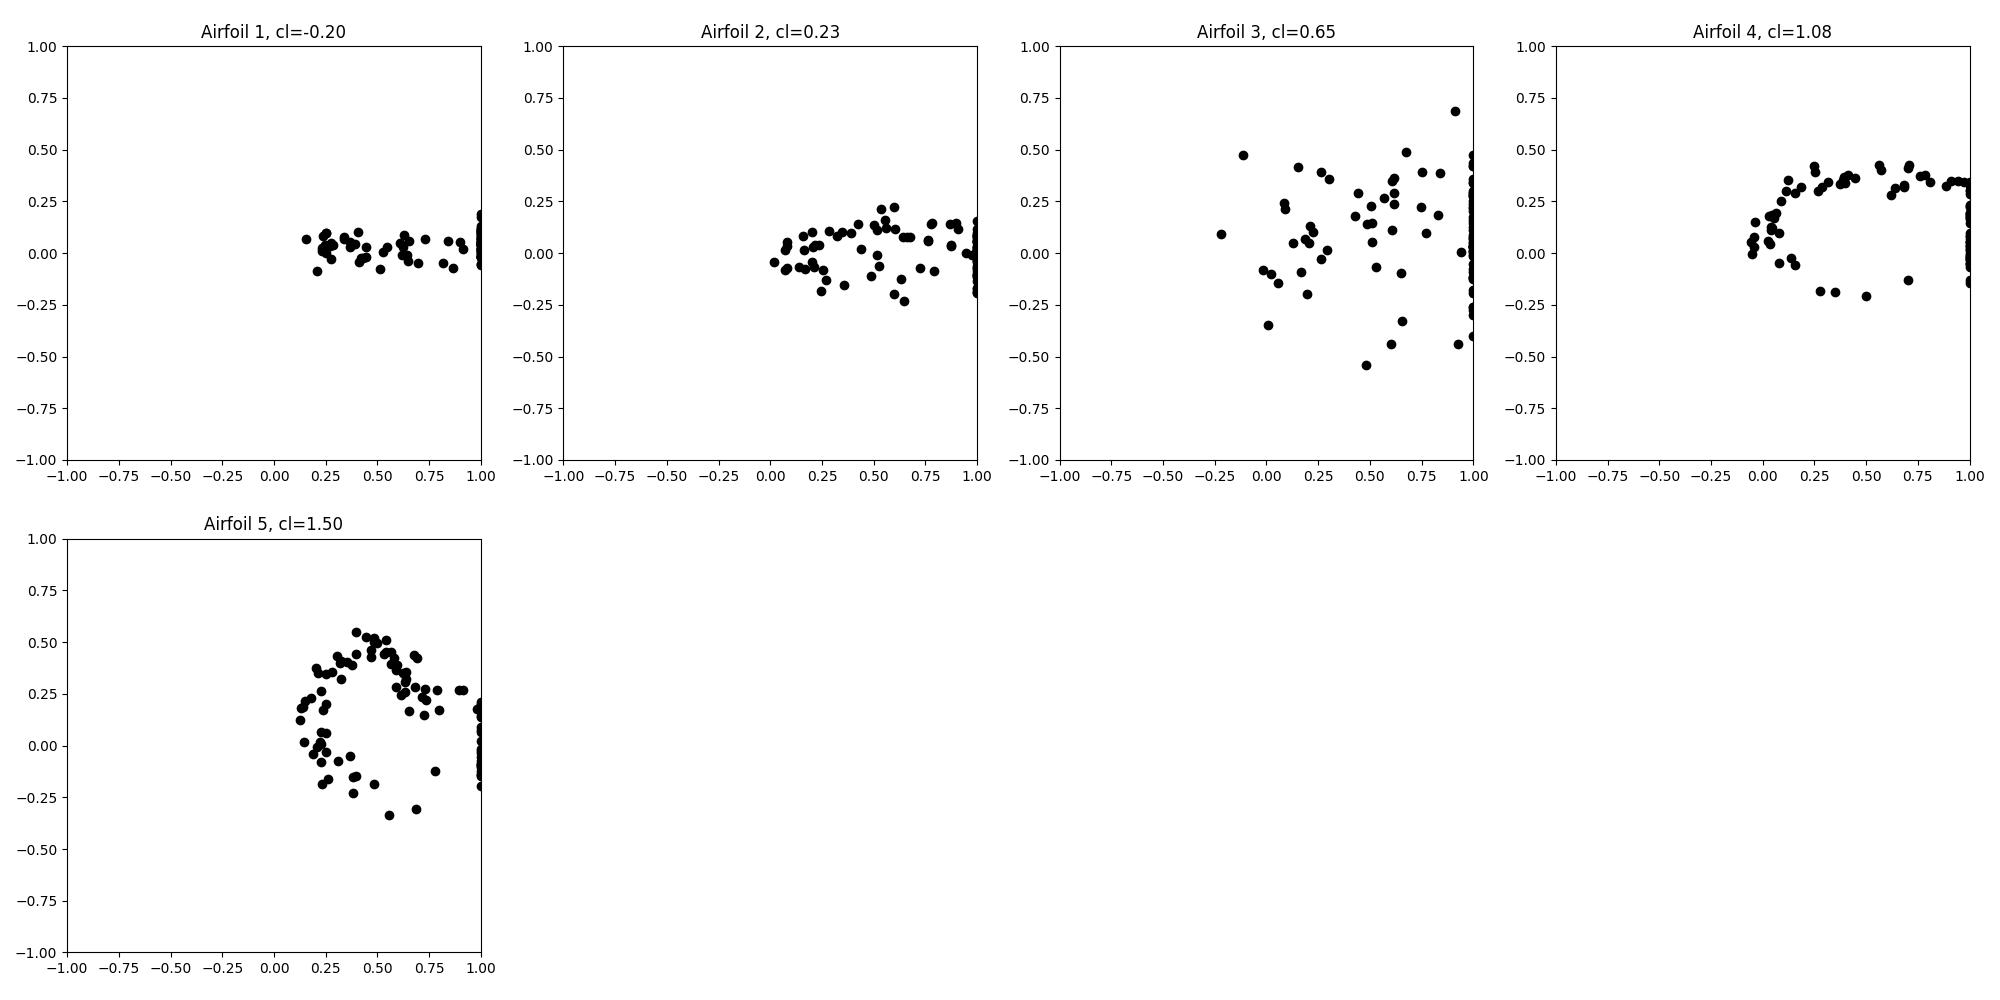 Airfoil 1, cl=-0.20
Airfoil 2, cl=0.23
Airfoil 3, cl=0.65
Airfoil 4, cl=1.08
1.00 1.00 1.00 1.00
0.75 0.75 0.75 0.75
0.50 0.50 0.50 0.50
0.25 0.25 0.25 0.25
0.00 0.00 0.00 0.00
−0.25 −0.25 −0.25 −0.25
−0.50 −0.50 −0.50 −0.50
−0.75 −0.75 −0.75 −0.75
−1.00 −1.00 −1.00 −1.00
−1.00 −0.75 −0.50 −0.25 0.00 0.25 0.50 0.75 1.00
−1.00 −0.75 −0.50 −0.25 0.00 0.25 0.50 0.75 1.00
−1.00 −0.75 −0.50 −0.25 0.00 0.25 0.50 0.75 1.00
−1.00 −0.75 −0.50 −0.25 0.00 0.25 0.50 0.75 1.00
Airfoil 5, cl=1.50
1.00
0.75
0.50
0.25
0.00
−0.25
−0.50
−0.75
−1.00
−1.00 −0.75 −0.50 −0.25 0.00 0.25 0.50 0.75 1.00